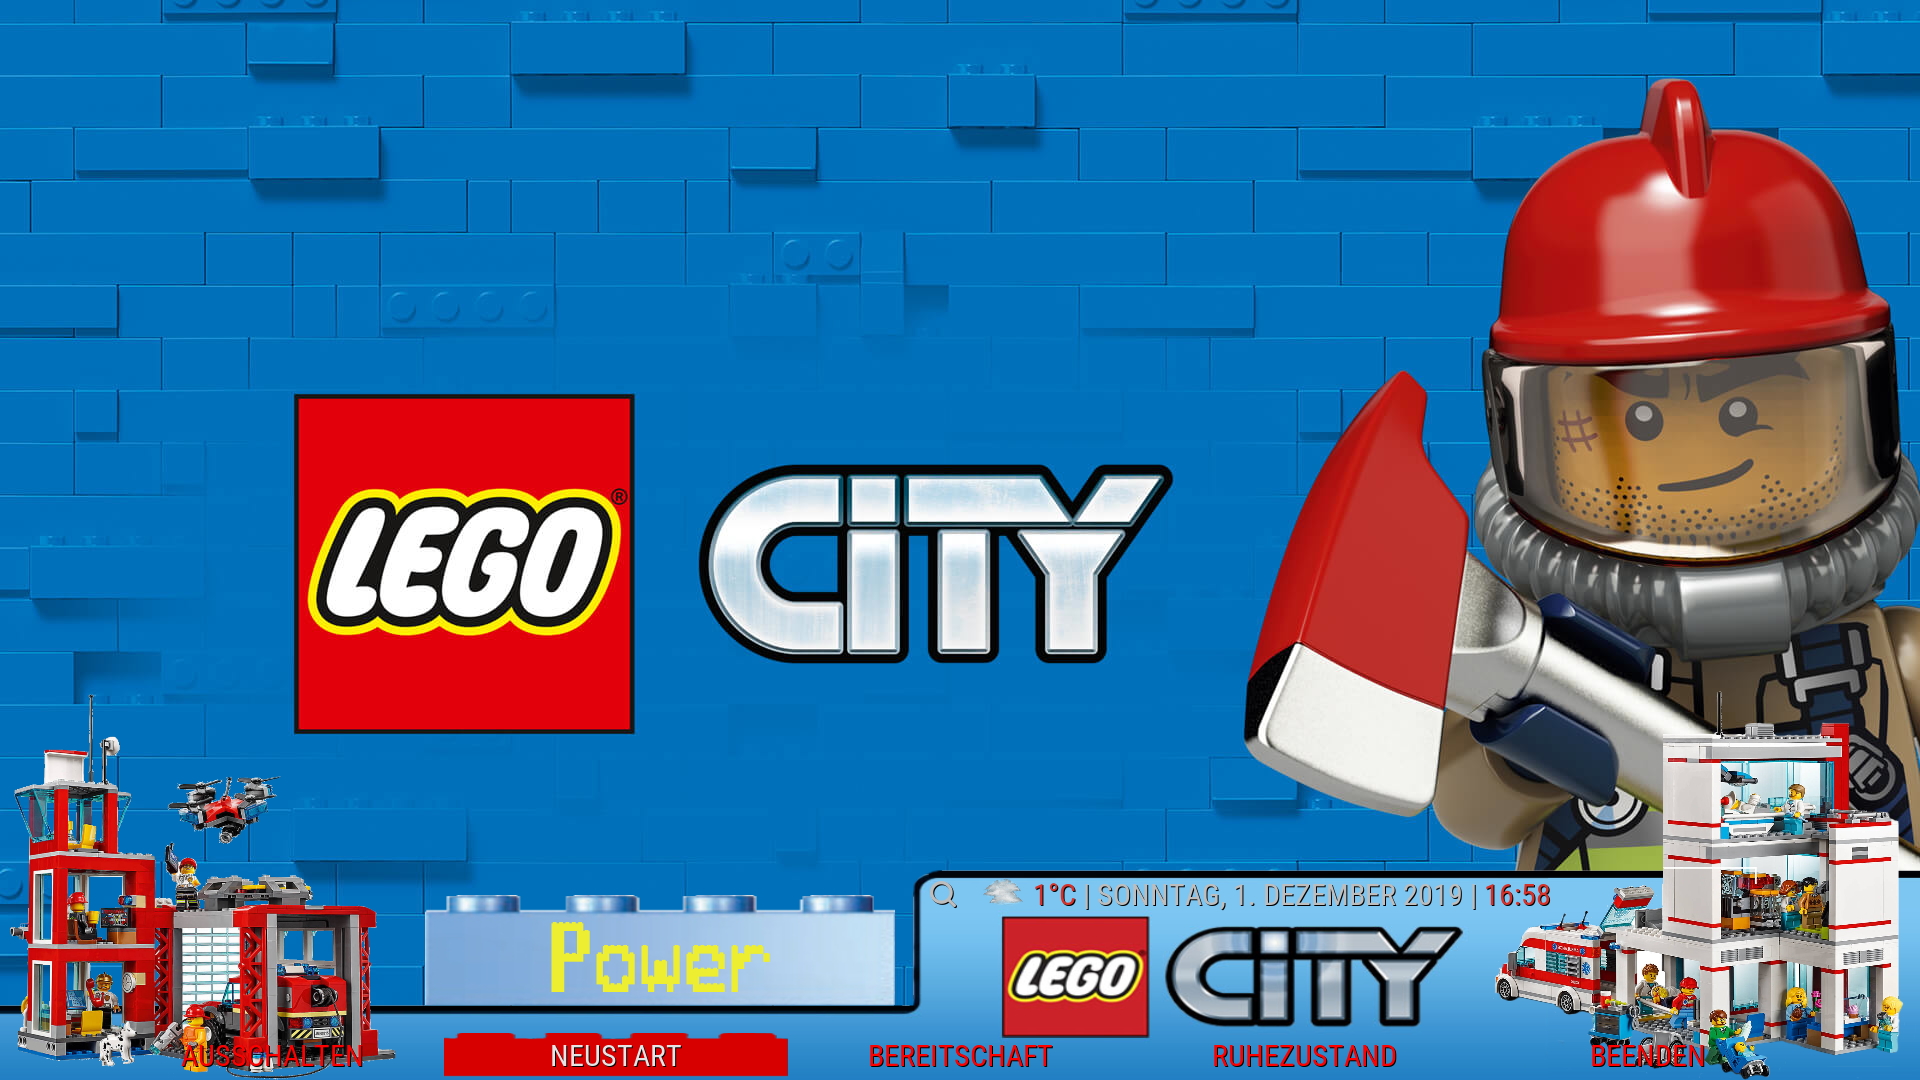 LEGO®
CiTY
1°C | SONNTAG, 1. DEZEMBER 2019 | 16:58
Power
LEGO
CiTY
AUSSCHALTEN
NEUSTART
BEREITSCHAFT
RUHEZUSTAND
BEENDEN